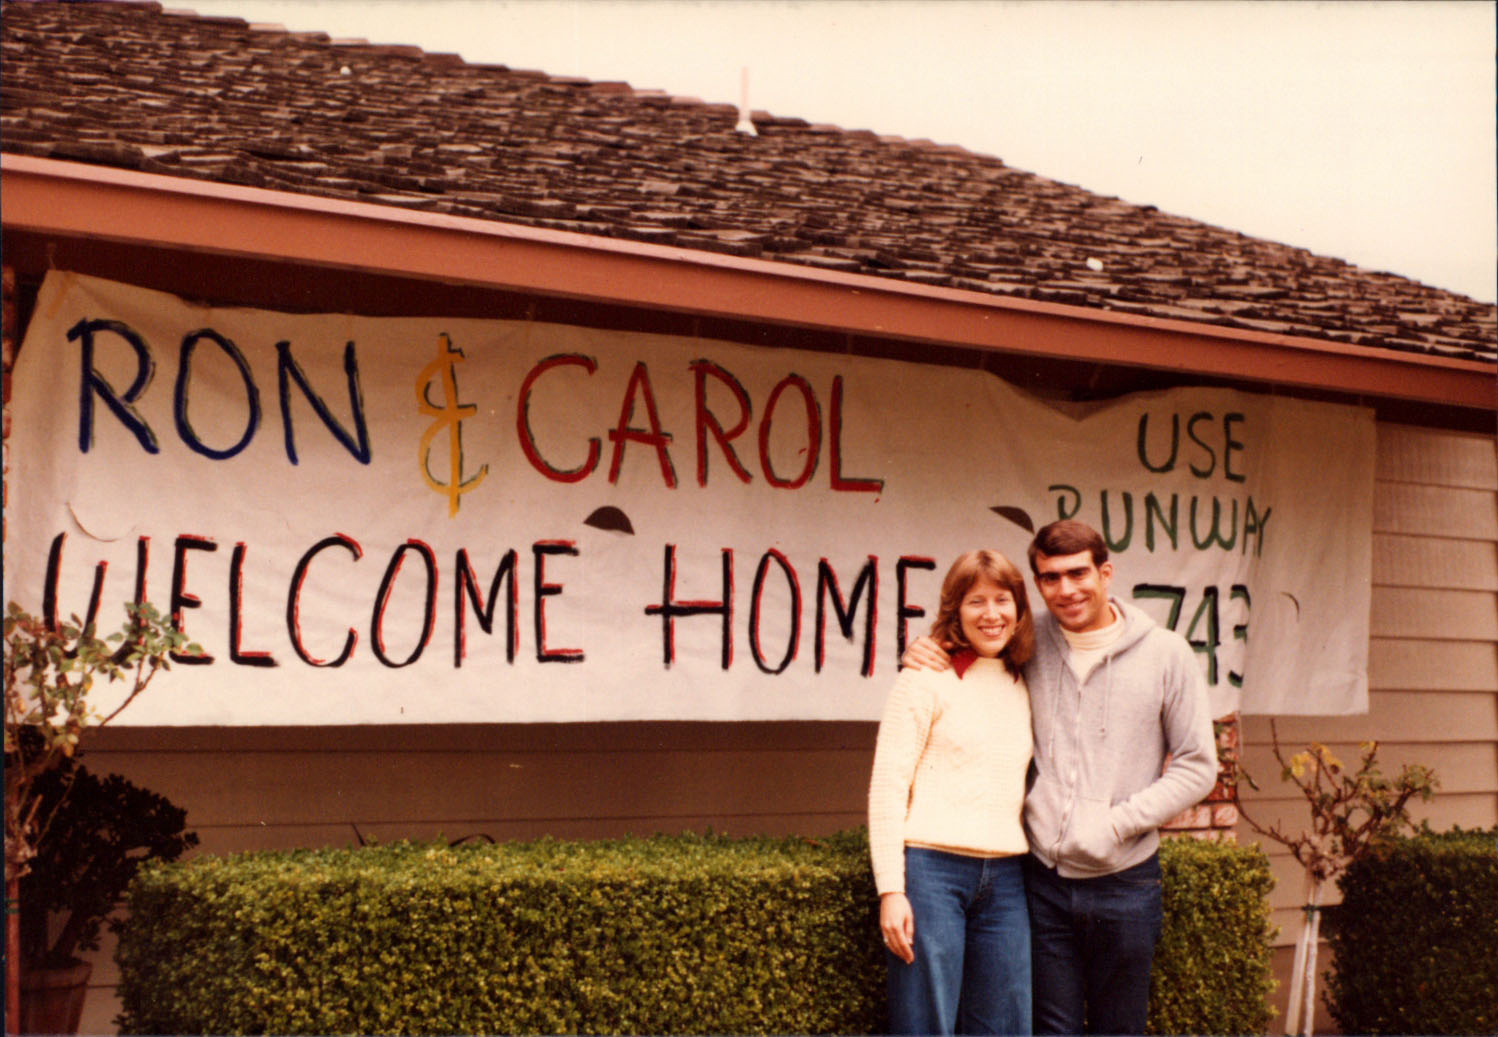 RON & CAROL
WELCOME HOME
USE
RUNWAY
743